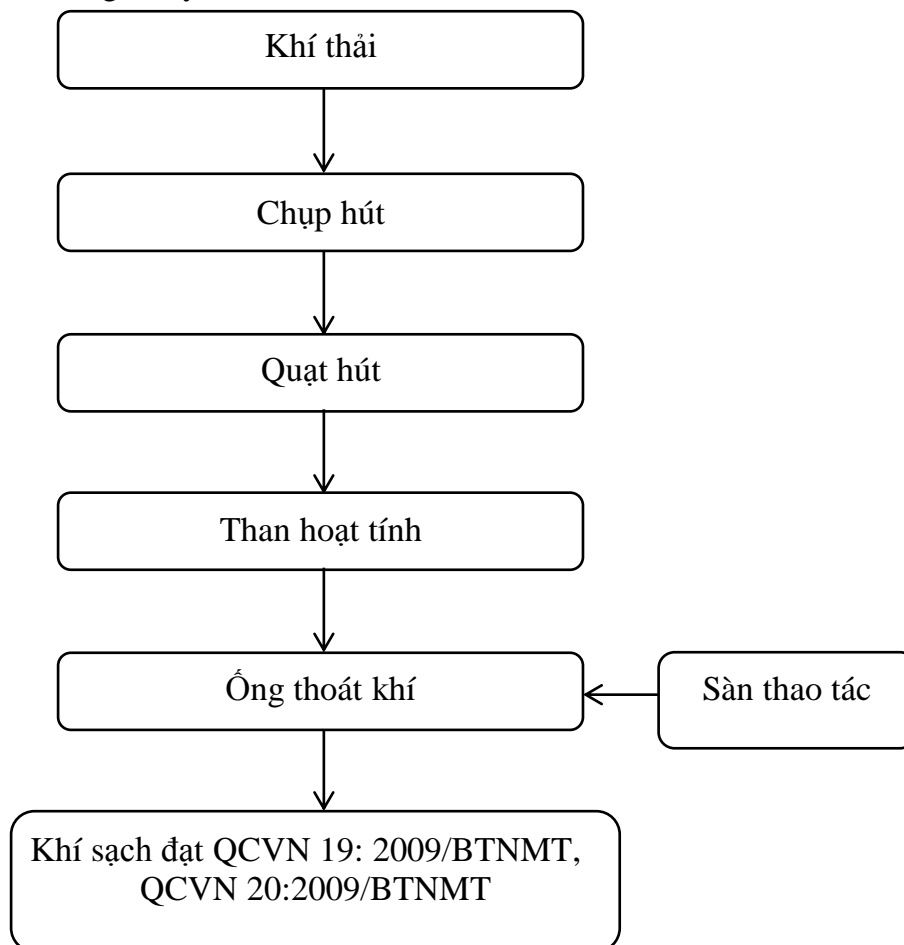 Khí thải
Chụp hút
Quạt hút
Than hoạt tính
Ống thoát khí
Sàn thao tác
Khí sạch đạt QCVN 19: 2009/BTNMT,
QCVN 20:2009/BTNMT